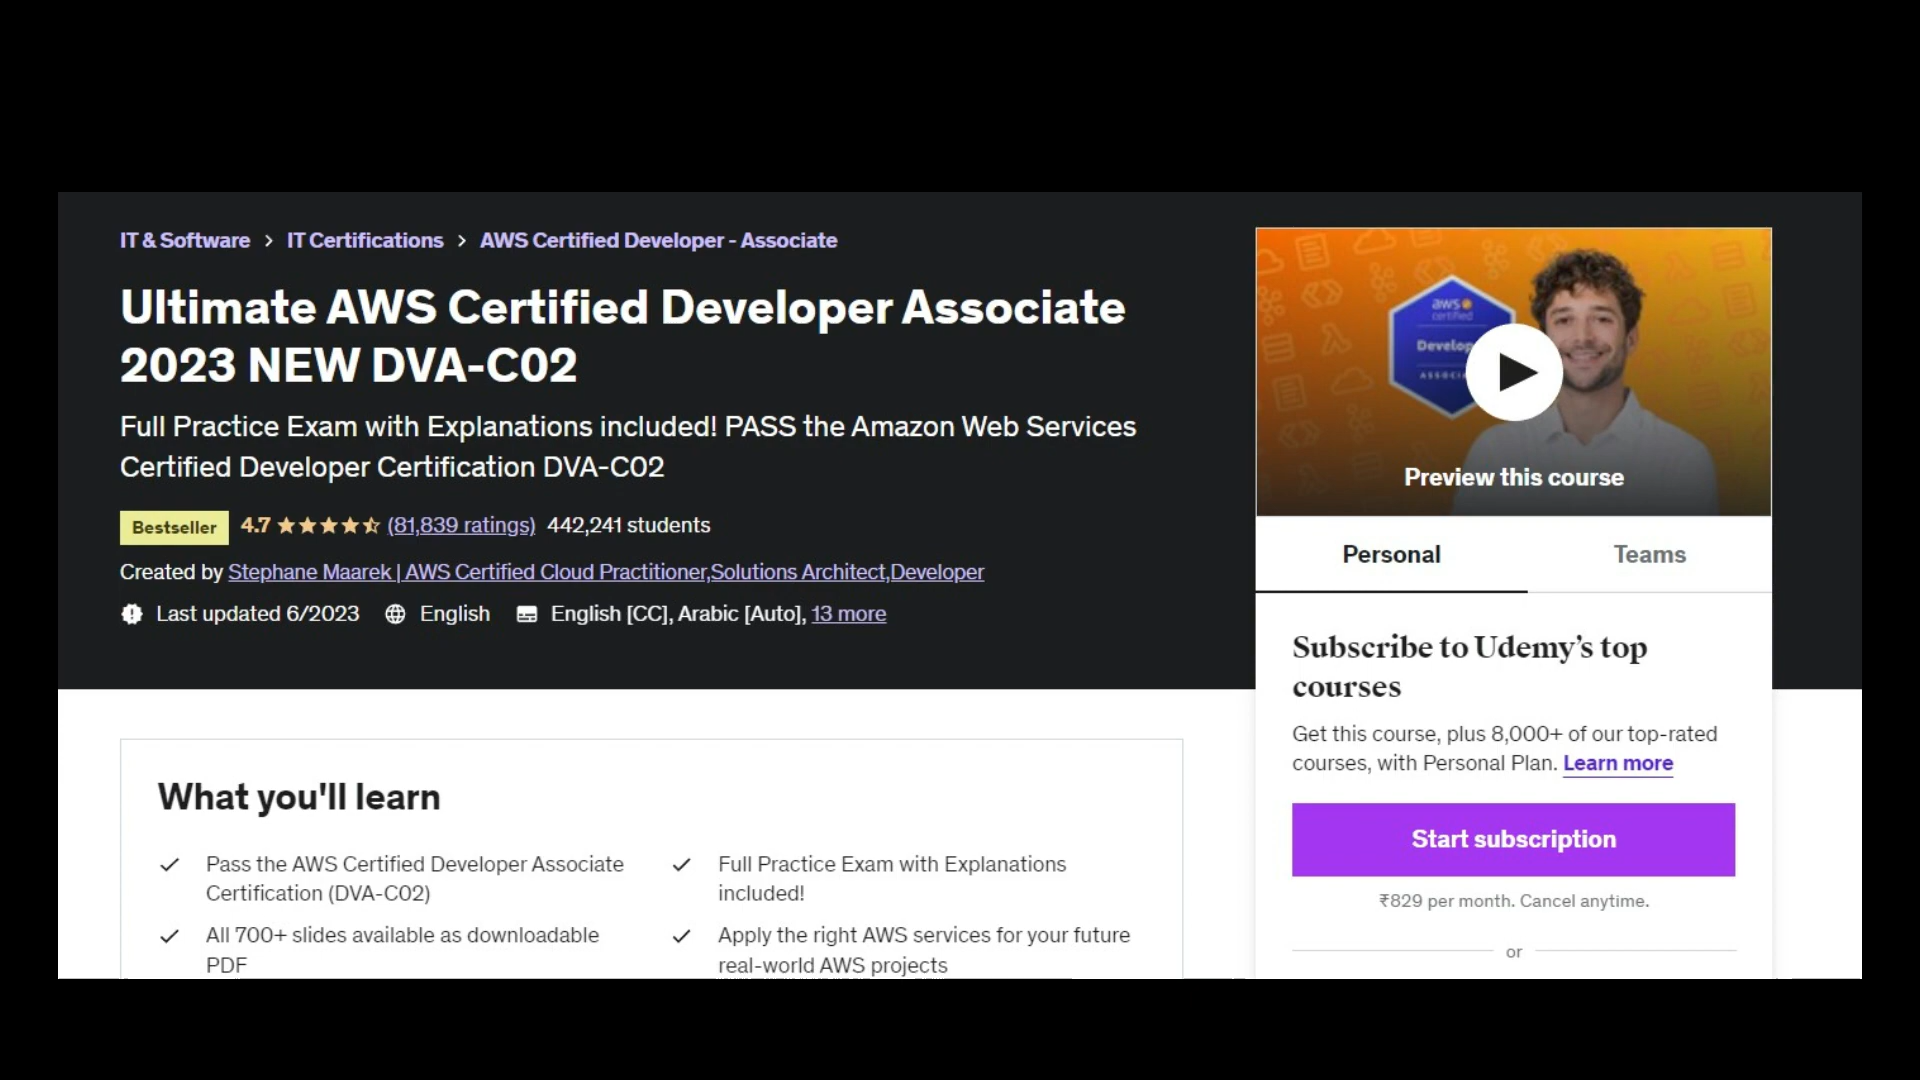 IT & Software > IT Certifications > AWS Certified Developer - Associate
Ultimate AWS Certified Developer Associate
2023 NEW DVA-C02
Full Practice Exam with Explanations included! PASS the Amazon Web Services
Certified Developer Certification DVA-C02
Bestseller 4.7 (81,839 ratings) 442,241 students
Created by Stephane Maarek | AWS Certified Cloud Practitioner,Solutions Architect,Developer
Last updated 6/2023 English English [CC], Arabic [Auto], 13 more
What you'll learn
Pass the AWS Certified Developer Associate
Certification (DVA-C02)
All 700+ slides available as downloadable
PDF
Full Practice Exam with Explanations
included!
Apply the right AWS services for your future
real-world AWS projects
aws
certified
Preview this course
Personal Teams
Subscribe to Udemy’s top
courses
Get this course, plus 8,000+ of our top-rated
courses, with Personal Plan. Learn more
Start subscription
₹829 per month. Cancel anytime.
or